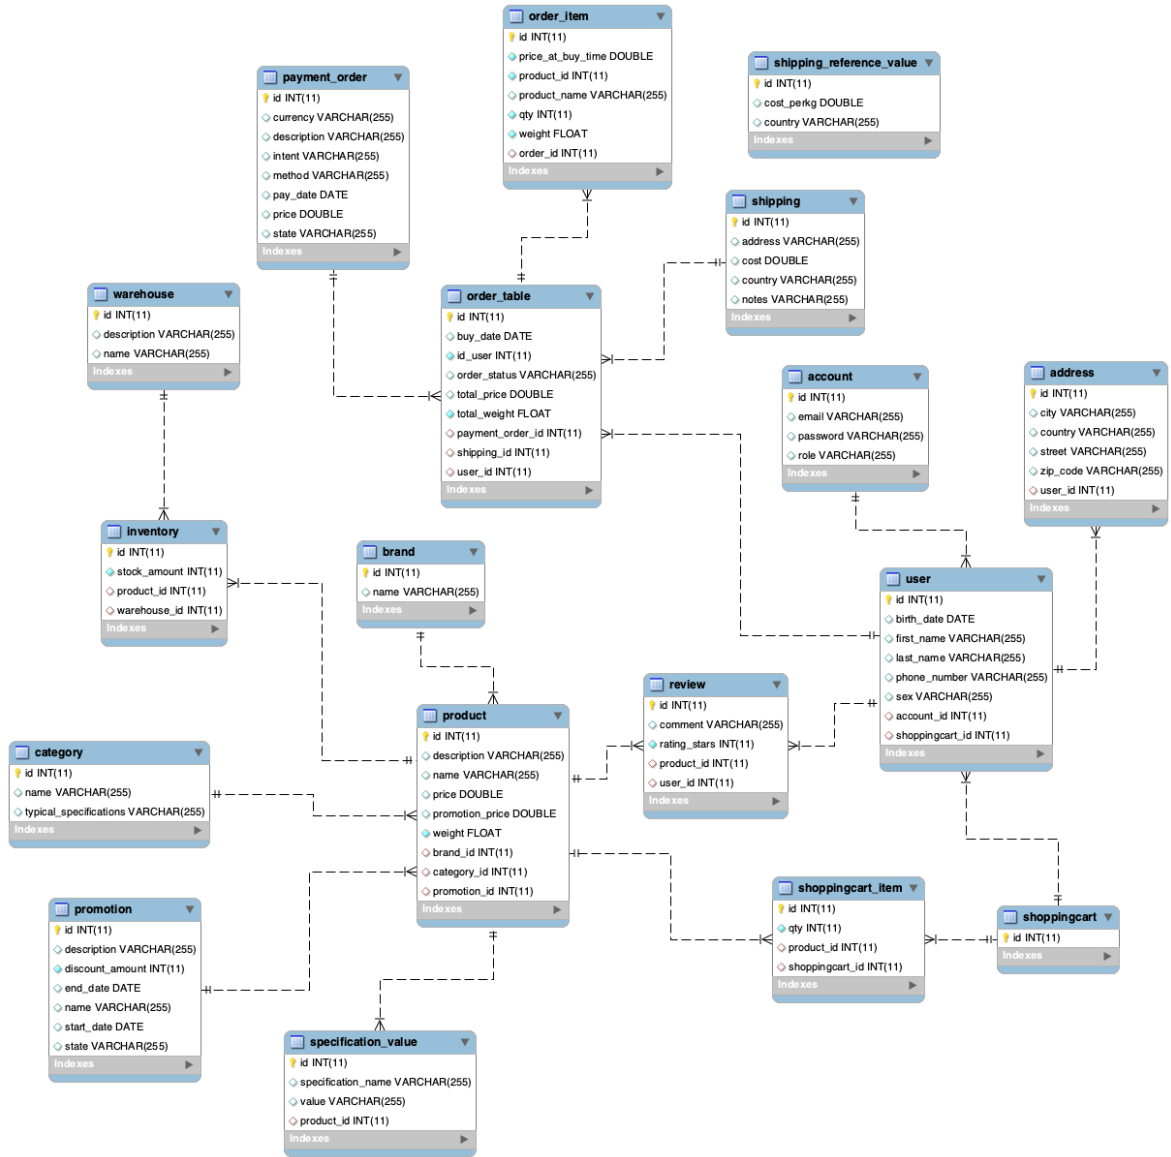 order_item
id INT(11)
price_at_buy_time DOUBLE
product_id INT(11)
product_name VARCHAR(255)
qty INT(11)
weight FLOAT
order_id INT(11)
Indexes
shipping_reference_value
id INT(11)
cost_perkg DOUBLE
country VARCHAR(255)
Indexes
payment_order
id INT(11)
currency VARCHAR(255)
description VARCHAR(255)
intent VARCHAR(255)
method VARCHAR(255)
pay_date DATE
price DOUBLE
state VARCHAR(255)
Indexes
shipping
id INT(11)
address VARCHAR(255)
cost DOUBLE
country VARCHAR(255)
notes VARCHAR(255)
Indexes
warehouse
id INT(11)
description VARCHAR(255)
name VARCHAR(255)
Indexes
order_table
id INT(11)
buy_date DATE
id_user INT(11)
order_status VARCHAR(255)
total_price DOUBLE
total_weight FLOAT
payment_order_id INT(11)
shipping_id INT(11)
user_id INT(11)
Indexes
account
id INT(11)
email VARCHAR(255)
password VARCHAR(255)
role VARCHAR(255)
Indexes
address
id INT(11)
city VARCHAR(255)
country VARCHAR(255)
street VARCHAR(255)
zip_code VARCHAR(255)
user_id INT(11)
Indexes
inventory
id INT(11)
stock_amount INT(11)
product_id INT(11)
warehouse_id INT(11)
Indexes
brand
id INT(11)
name VARCHAR(255)
Indexes
user
id INT(11)
birth_date DATE
first_name VARCHAR(255)
last_name VARCHAR(255)
phone_number VARCHAR(255)
sex VARCHAR(255)
account_id INT(11)
shoppingcart_id INT(11)
Indexes
review
id INT(11)
comment VARCHAR(255)
rating_stars INT(11)
product_id INT(11)
user_id INT(11)
Indexes
product
id INT(11)
description VARCHAR(255)
name VARCHAR(255)
price DOUBLE
promotion_price DOUBLE
weight FLOAT
brand_id INT(11)
category_id INT(11)
promotion_id INT(11)
Indexes
category
id INT(11)
name VARCHAR(255)
typical_specifications VARCHAR(255)
Indexes
promotion
id INT(11)
description VARCHAR(255)
discount_amount INT(11)
end_date DATE
name VARCHAR(255)
start_date DATE
state VARCHAR(255)
Indexes
shoppingcart_item
id INT(11)
qty INT(11)
product_id INT(11)
shoppingcart_id INT(11)
Indexes
shoppingcart
id INT(11)
Indexes
specification_value
id INT(11)
specification_name VARCHAR(255)
value VARCHAR(255)
product_id INT(11)
Indexes